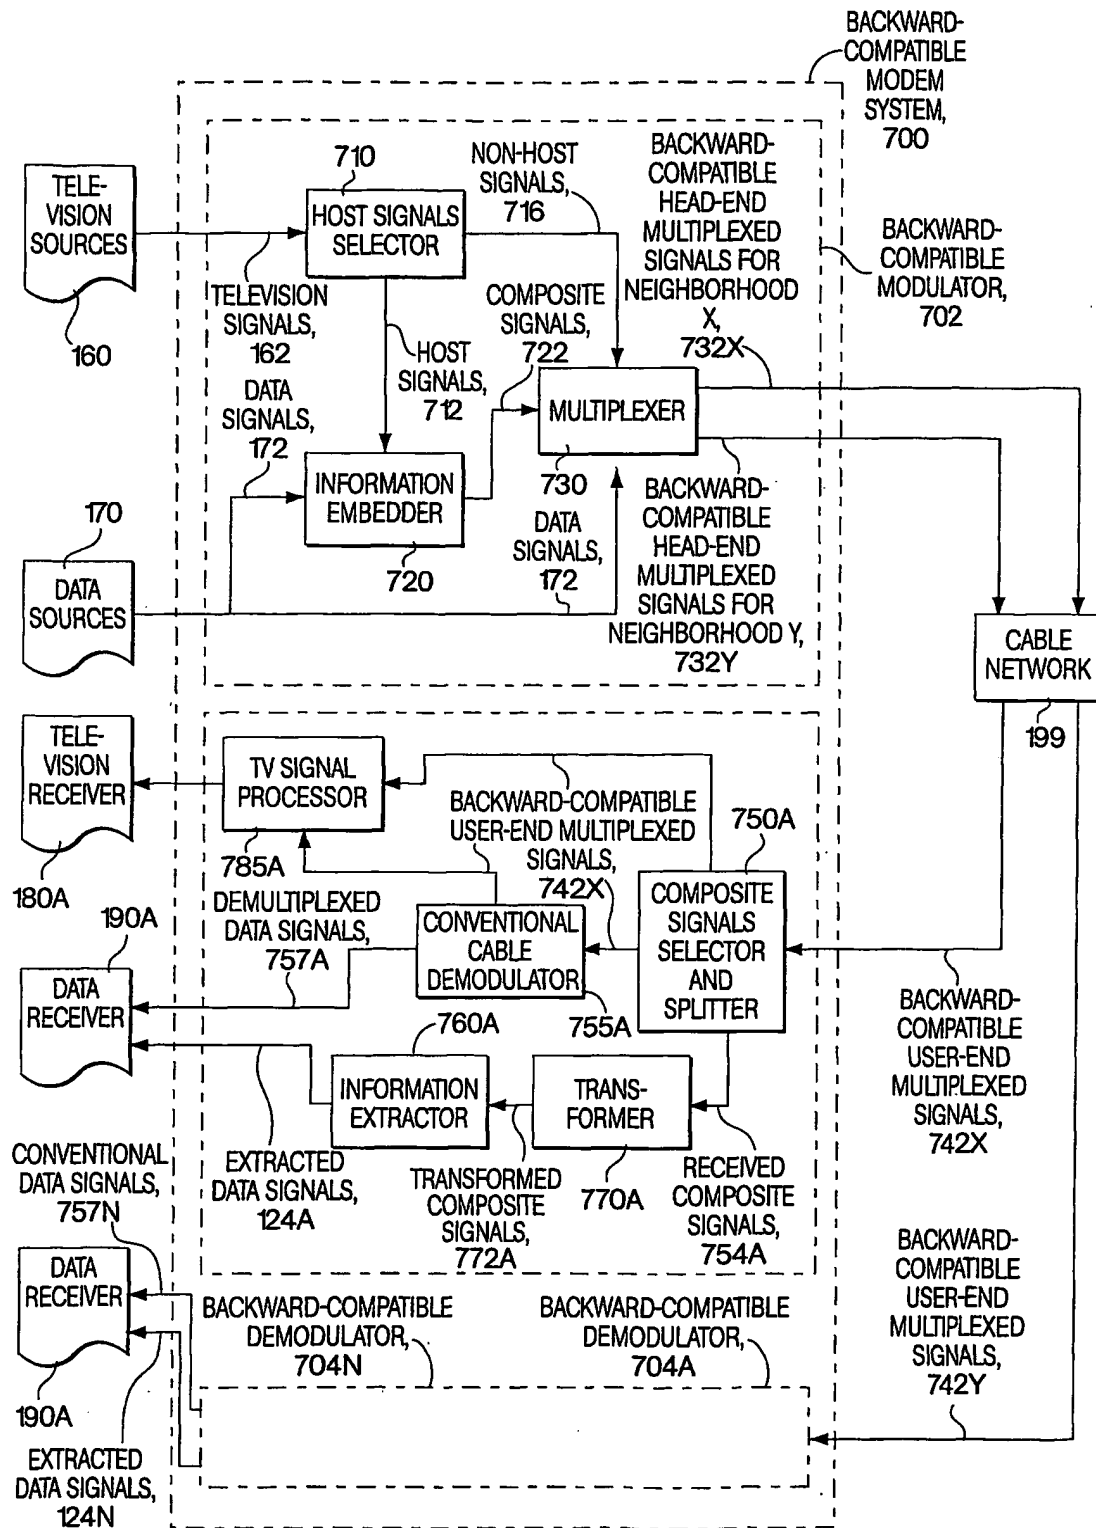 BACKWARD-
COMPATIBLE
MODEM
SYSTEM,
700
TELE-
VISION
SOURCES
160
710
HOST SIGNALS
SELECTOR
NON-HOST
SIGNALS,
716
BACKWARD-
COMPATIBLE
HEAD-END
MULTIPLEXED
SIGNALS FOR
NEIGHBORHOOD
X,
732X
BACKWARD-
COMPATIBLE
MODULATOR,
702
TELEVISION
SIGNALS,
162
HOST
SIGNALS,
712
COMPOSITE
SIGNALS,
722
DATA
SIGNALS,
172
MULTIPLEXER
730
INFORMATION
EMBEDDER
720
DATA
SIGNALS,
172
BACKWARD-
COMPATIBLE
HEAD-END
MULTIPLEXED
SIGNALS FOR
NEIGHBORHOOD Y,
732Y
170
DATA
SOURCES
CABLE
NETWORK
199
TELE-
VISION
RECEIVER
180A
TV SIGNAL
PROCESSOR
785A
BACKWARD-COMPATIBLE
USER-END MULTIPLEXED
SIGNALS,
742X
750A
COMPOSITE
SIGNALS
SELECTOR
AND
SPLITTER
DEMULTIPLEXED
DATA SIGNALS,
757A
CONVENTIONAL
CABLE
DEMODULATOR
755A
190A
DATA
RECEIVER
760A
INFORMATION
EXTRACTOR
TRANS-
FORMER
770A
BACKWARD-
COMPATIBLE
USER-END
MULTIPLEXED
SIGNALS,
742X
EXTRACTED
DATA SIGNALS,
124A
TRANSFORMED
COMPOSITE
SIGNALS,
772A
RECEIVED
COMPOSITE
SIGNALS,
754A
CONVENTIONAL
DATA SIGNALS,
757N
DATA
RECEIVER
190A
BACKWARD-COMPATIBLE
DEMODULATOR,
704N
BACKWARD-COMPATIBLE
DEMODULATOR,
704A
BACKWARD-
COMPATIBLE
USER-END
MULTIPLEXED
SIGNALS,
742Y
EXTRACTED
DATA SIGNALS,
124N